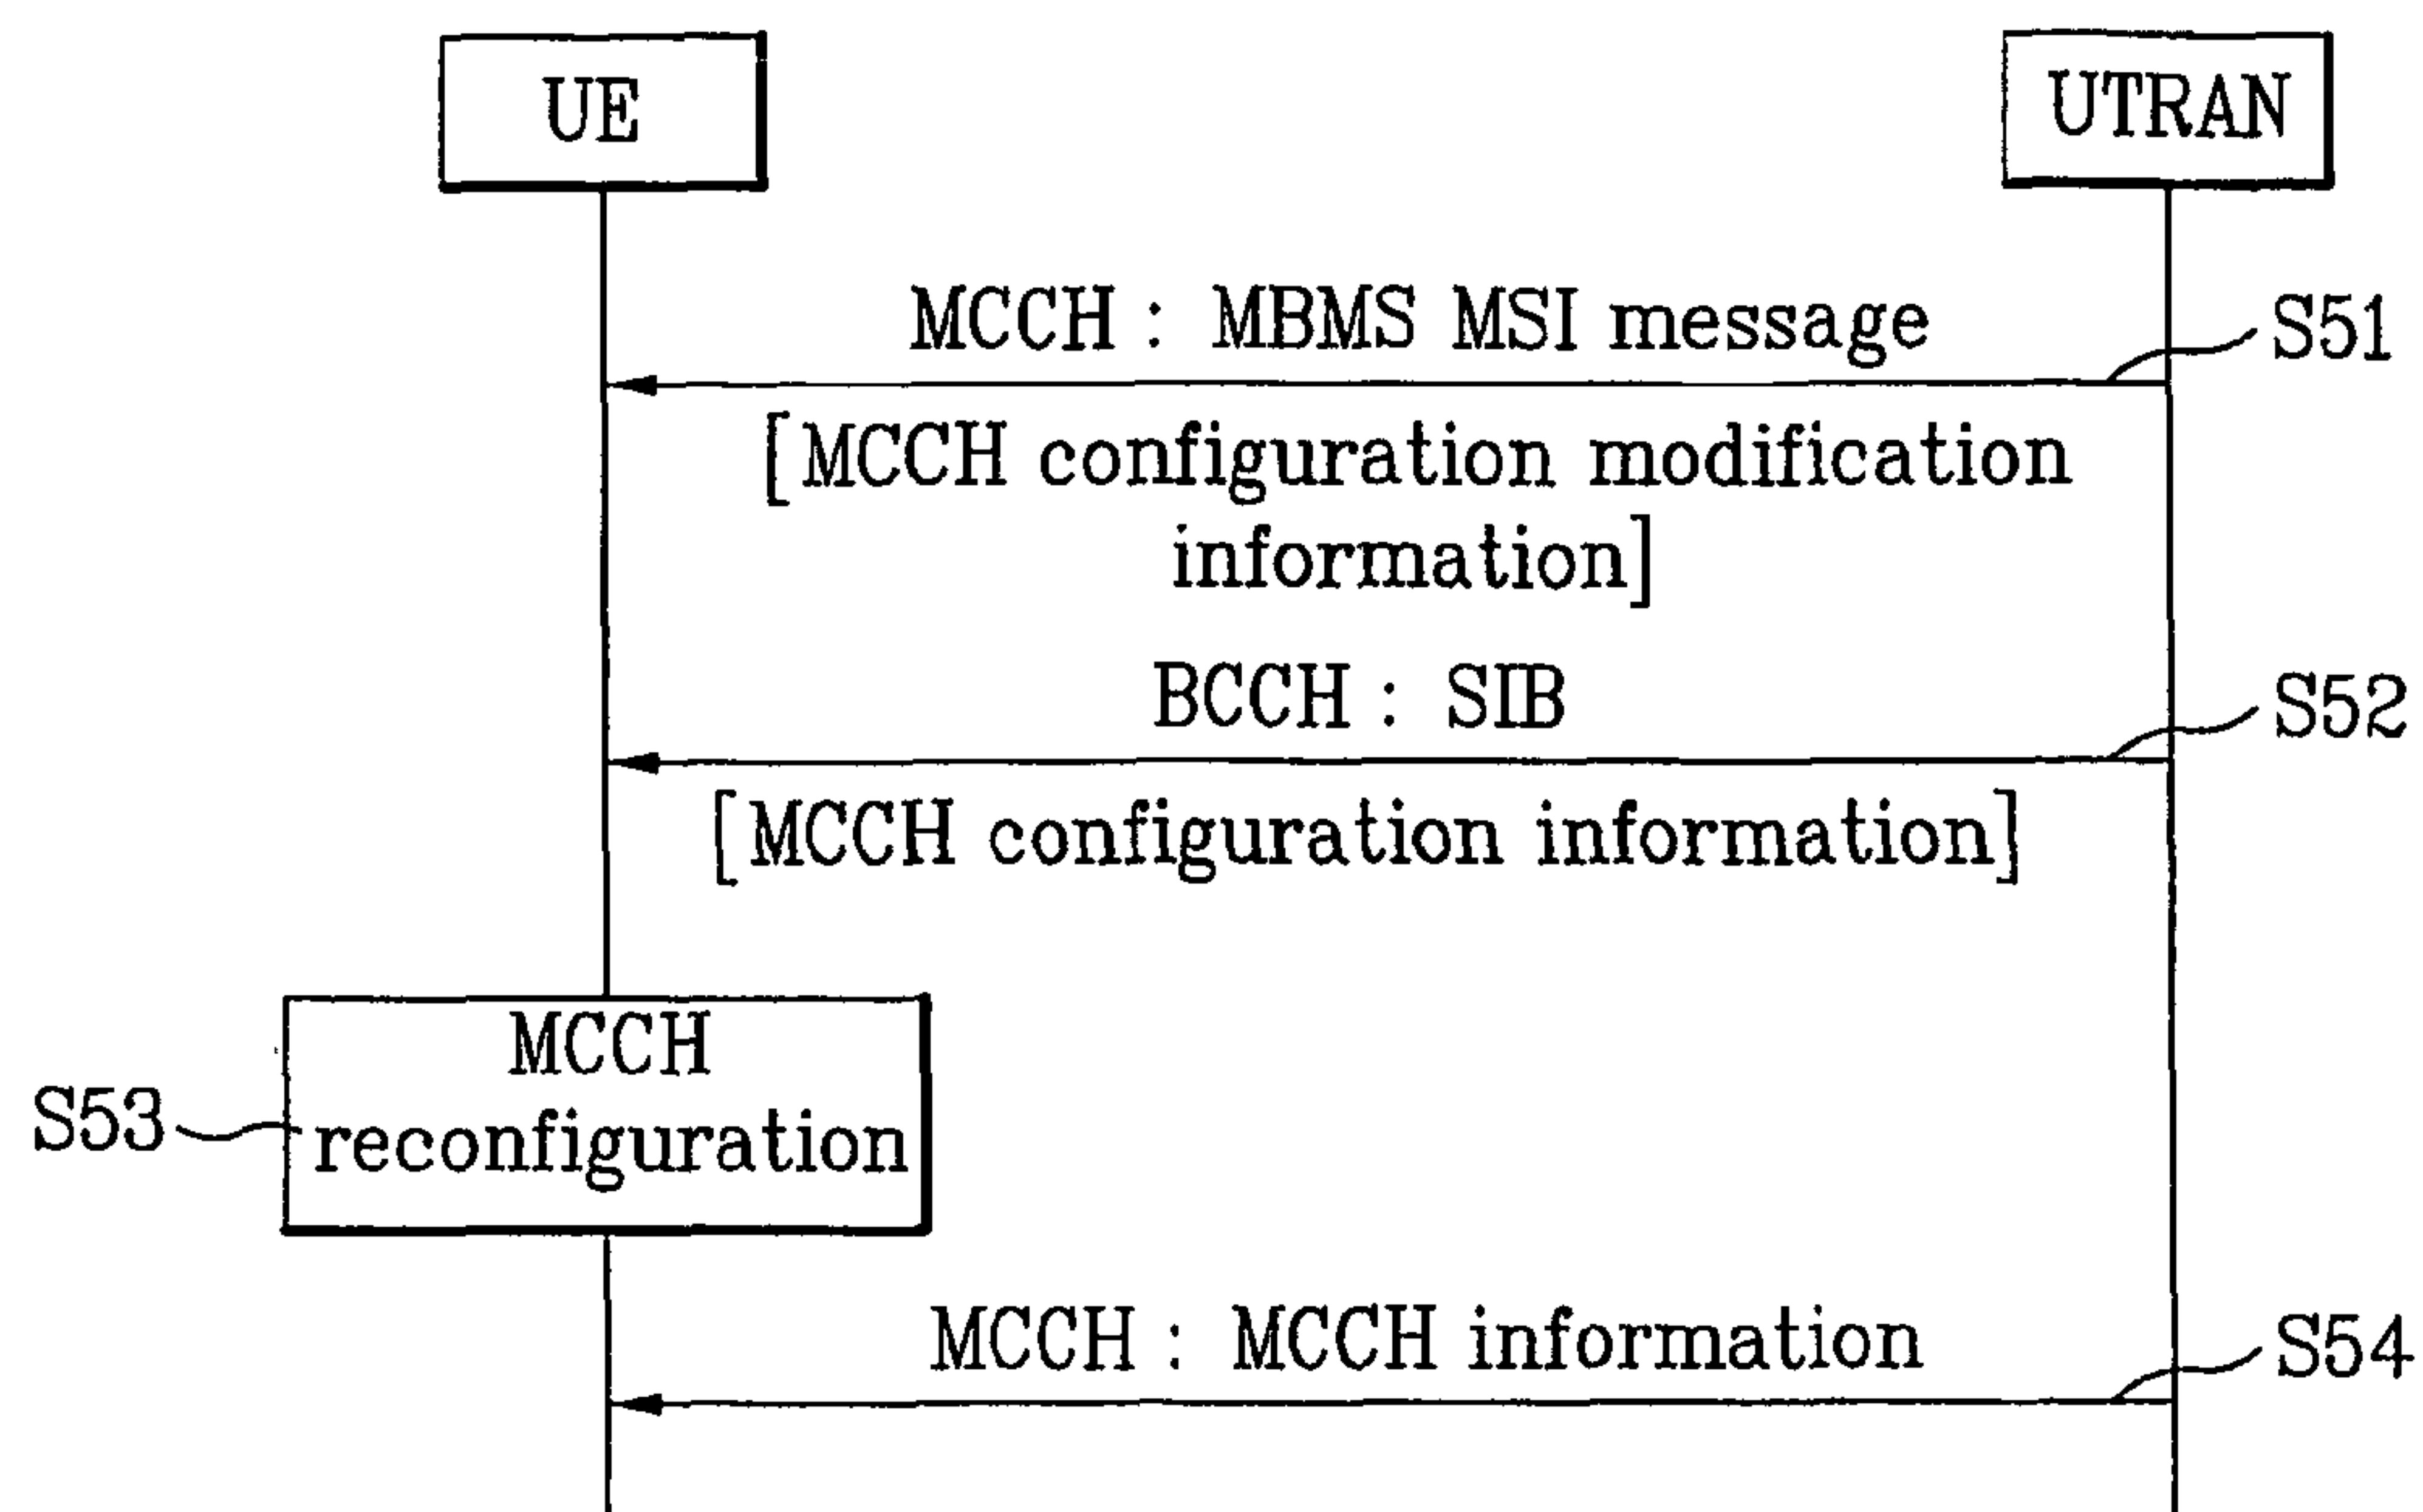 UE
UTRAN
MCCH : MBMS MSI message
S51
[MCCH configuration modification
information]
BCCH : SIB
S52
[MCCH configuration information]
MCCH
S53
reconfiguration
MCCH : MCCH information
S54